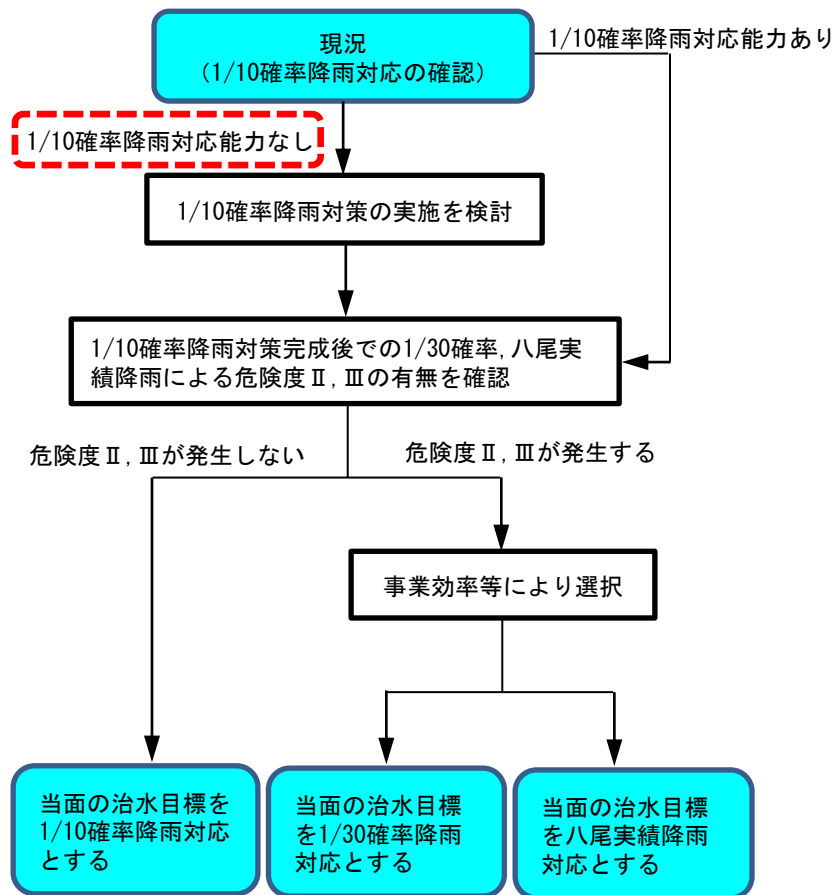 現況
(1/10確率降雨対応の確認)
1/10確率降雨対応能力あり
1/10確率降雨対応能力なし
1/10確率降雨対策の実施を検討
1/10確率降雨対策完成後での1/30確率,八尾実
績降雨による危険度Ⅱ,Ⅲの有無を確認
危険度Ⅱ,Ⅲが発生しない
危険度Ⅱ,Ⅲが発生する
事業効率等により選択
当面の治水目標を
1/10確率降雨対応
とする
当面の治水目標
を1/30確率降雨
対応とする
当面の治水目標
を八尾実績降雨
対応とする